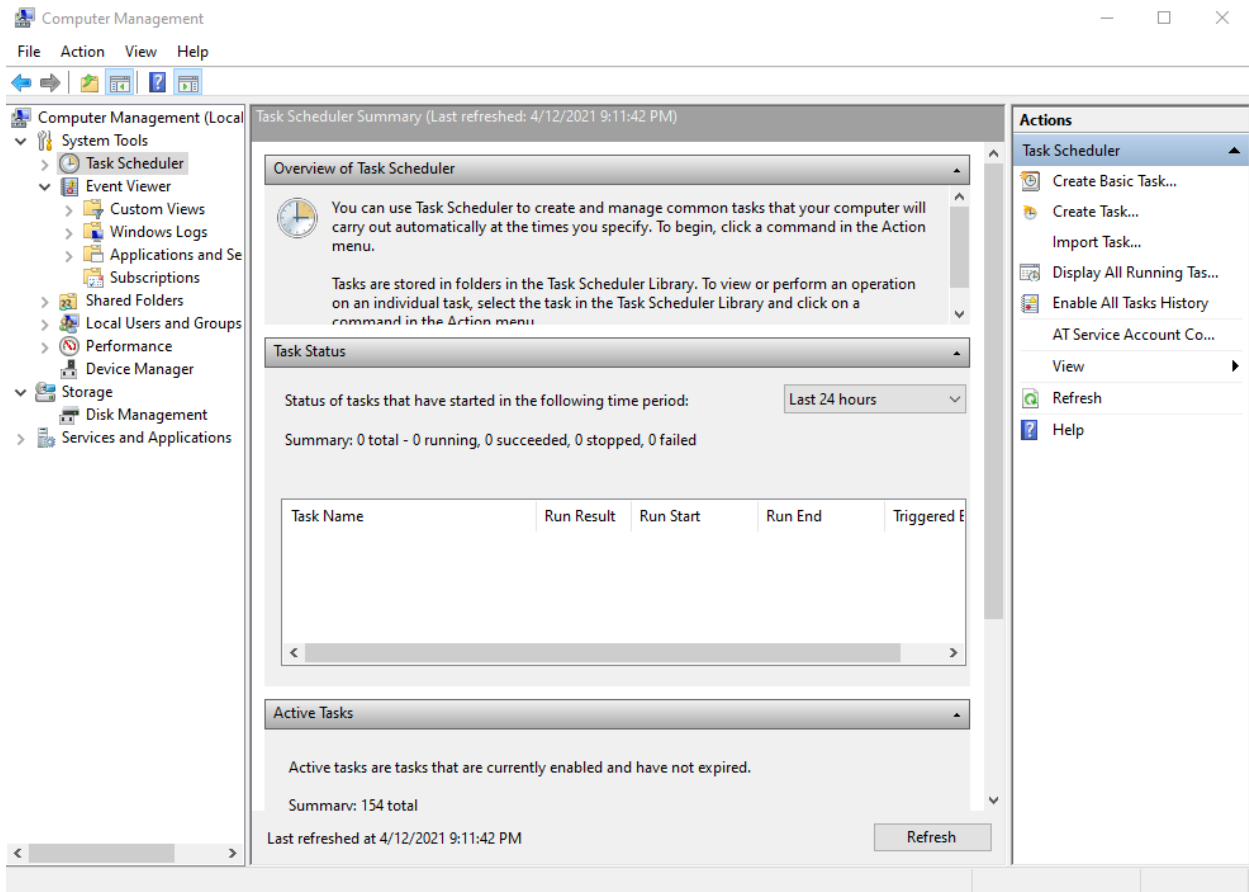 Computer Management
File Action View Help
Computer Management (Local
System Tools
Task Scheduler
Event Viewer
Custom Views
Windows Logs
Applications and Se
Subscriptions
Shared Folders
Local Users and Groups
Performance
Device Manager
Storage
Disk Management
Services and Applications
Task Scheduler Summary (Last refreshed: 4/12/2021 9:11:42 PM)
Overview of Task Scheduler
You can use Task Scheduler to create and manage common tasks that your computer will
carry out automatically at the times you specify. To begin, click a command in the Action
menu.
Tasks are stored in folders in the Task Scheduler Library. To view or perform an operation
on an individual task, select the task in the Task Scheduler Library and click on a
command in the Action menu
Task Status
Status of tasks that have started in the following time period: Last 24 hours
Summary: 0 total - 0 running, 0 succeeded, 0 stopped, 0 failed
Task Name Run Result Run Start Run End Triggered E
Active Tasks
Active tasks are tasks that are currently enabled and have not expired.
Summary: 154 total
Last refreshed at 4/12/2021 9:11:42 PM Refresh
Actions
Task Scheduler
Create Basic Task...
Create Task...
Import Task...
Display All Running Tas...
Enable All Tasks History
AT Service Account Co...
View
Refresh
Help